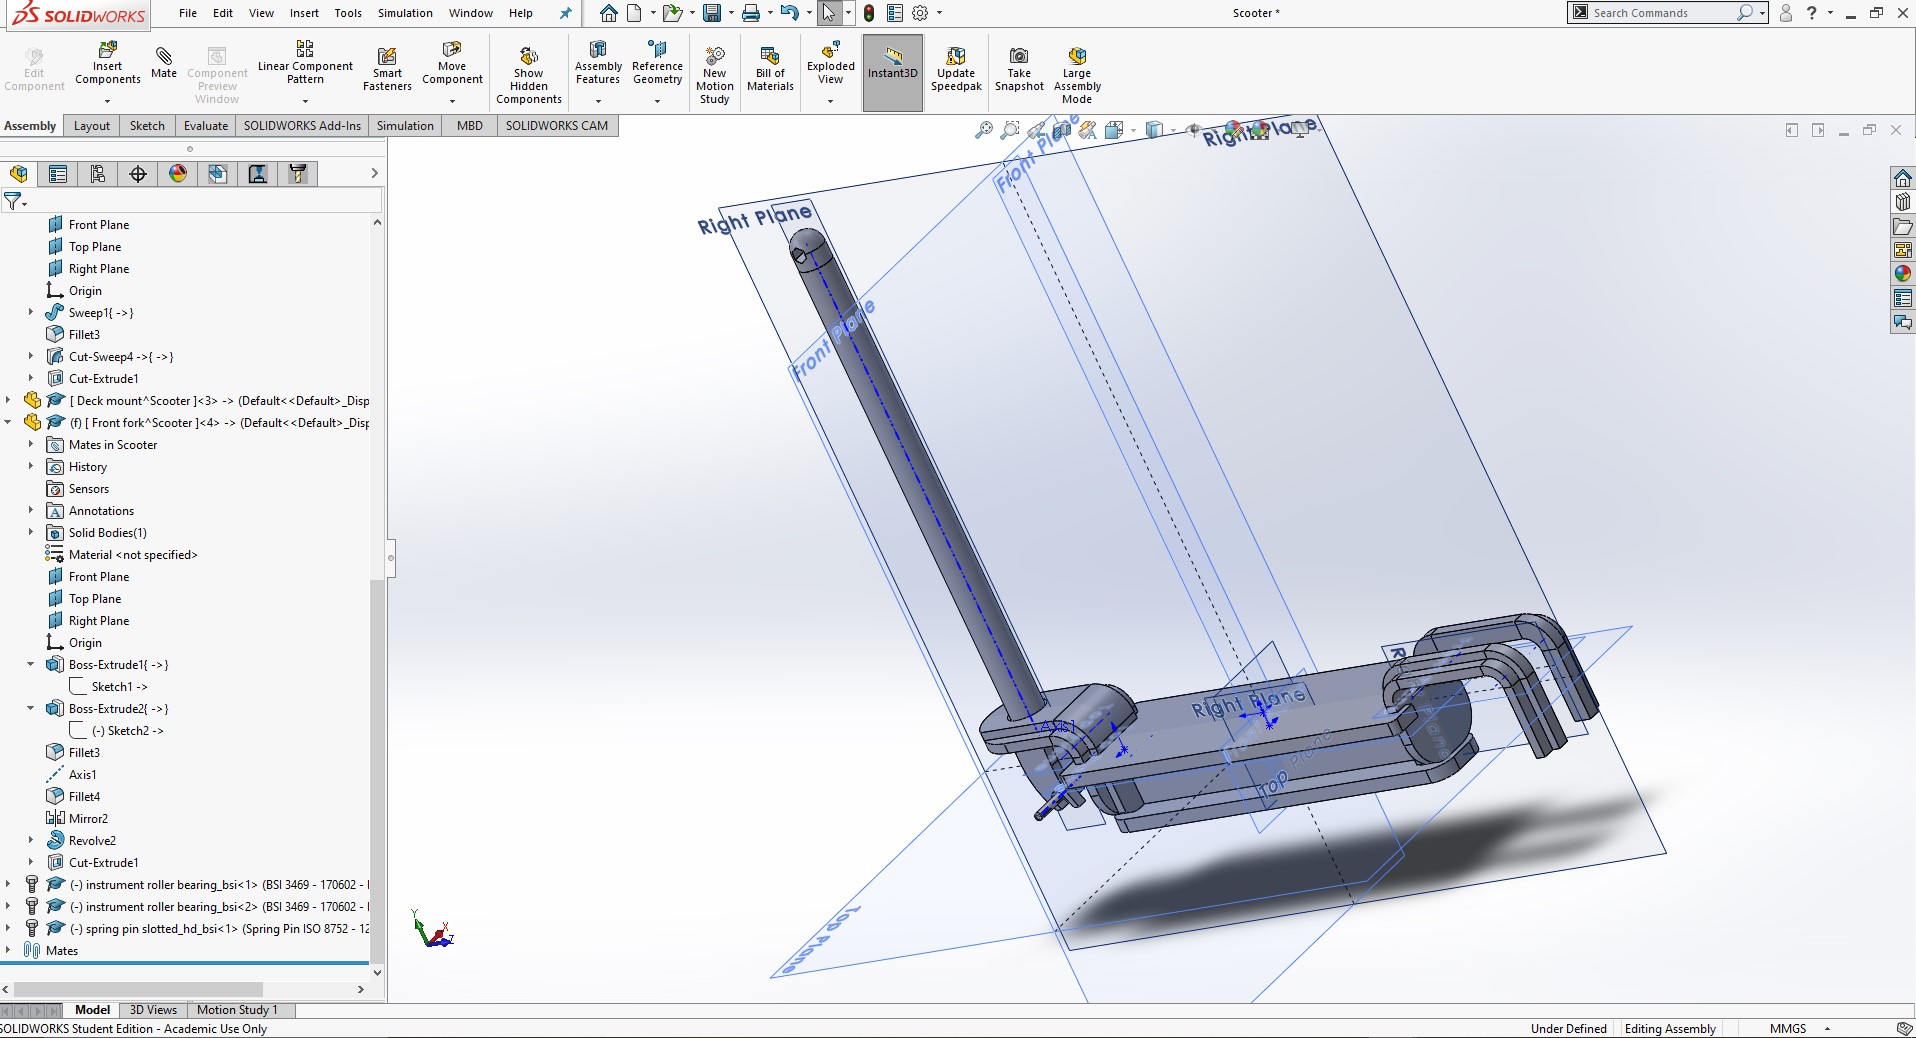 SOLIDWORKS
File Edit View Insert Tools Simulation Window Help
Scooter *
Search Commands
?
Edit Component
Insert Components
Mate
Component Preview Window
Linear Component Pattern
Smart Fasteners
Move Component
Show Hidden Components
Assembly Features
Reference Geometry
New Motion Study
Bill of Materials
Exploded View
Instant3D
Update Speedpak
Take Snapshot
Large Assembly Mode
Assembly Layout Sketch Evaluate SOLIDWORKS Add-Ins Simulation MBD SOLIDWORKS CAM
Front Plane
Top Plane
Right Plane
Origin
Sweep1{ ->}
Fillet3
Cut-Sweep4 ->{ ->}
Cut-Extrude1
[ Deck mount^Scooter ]<3> -> (Default<<Default>_Disp
(f) [ Front fork^Scooter ]<4> -> (Default<<Default>_Disp
Mates in Scooter
History
Sensors
Annotations
Solid Bodies(1)
Material <not specified>
Front Plane
Top Plane
Right Plane
Origin
Boss-Extrude1{ ->}
Sketch1 ->
Boss-Extrude2{ ->}
(-) Sketch2 ->
Fillet3
Axis1
Fillet4
Mirror2
Revolve2
Cut-Extrude1
(-) instrument roller bearing_bsi<1> (BSI 3469 - 170602 -
(-) instrument roller bearing_bsi<2> (BSI 3469 - 170602 -
(-) spring pin slotted_hd_bsi<1> (Spring Pin ISO 8752 - 12
Mates
Front Plane
Right Plane
Front Plane
Right Plane
Front Plane
Axis1
Right Plane
Top Plane
Top Plane
Y
X
Z
Model 3D Views Motion Study 1
SOLIDWORKS Student Edition - Academic Use Only
Under Defined Editing Assembly MMGS